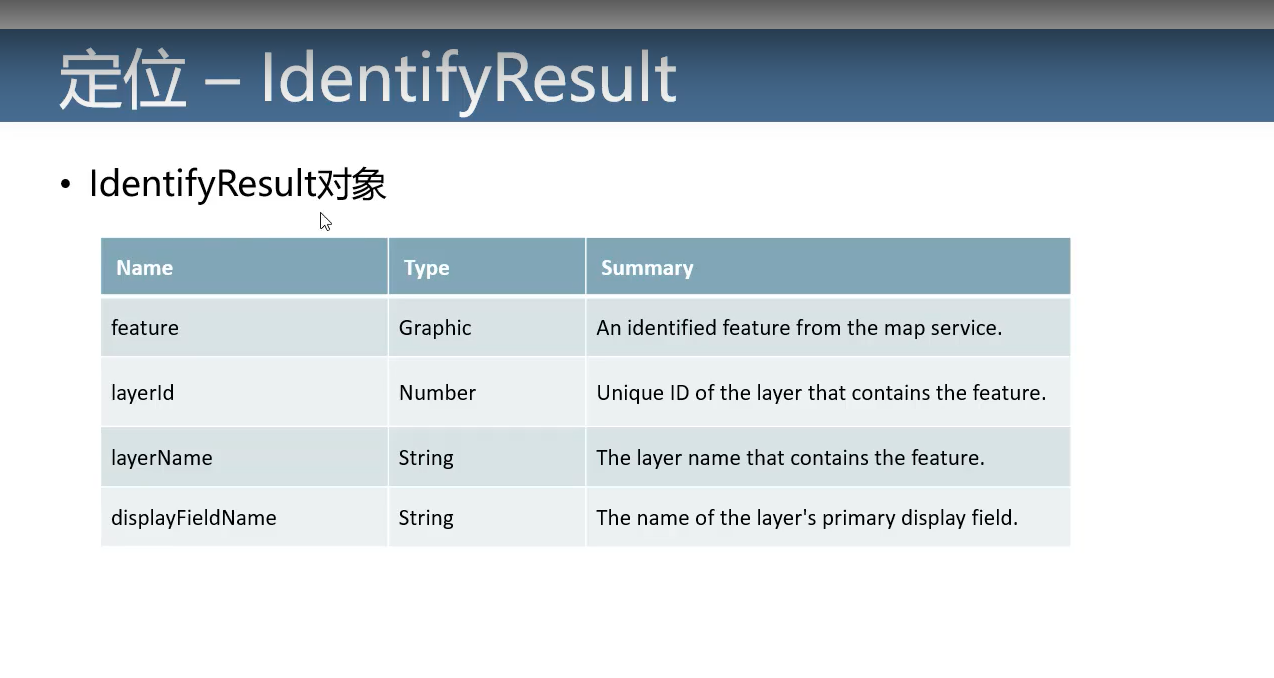 定位 – IdentifyResult
• IdentifyResult对象
Name Type Summary
feature Graphic An identified feature from the map service.
layerId Number Unique ID of the layer that contains the feature.
layerName String The layer name that contains the feature.
displayFieldName String The name of the layer's primary display field.